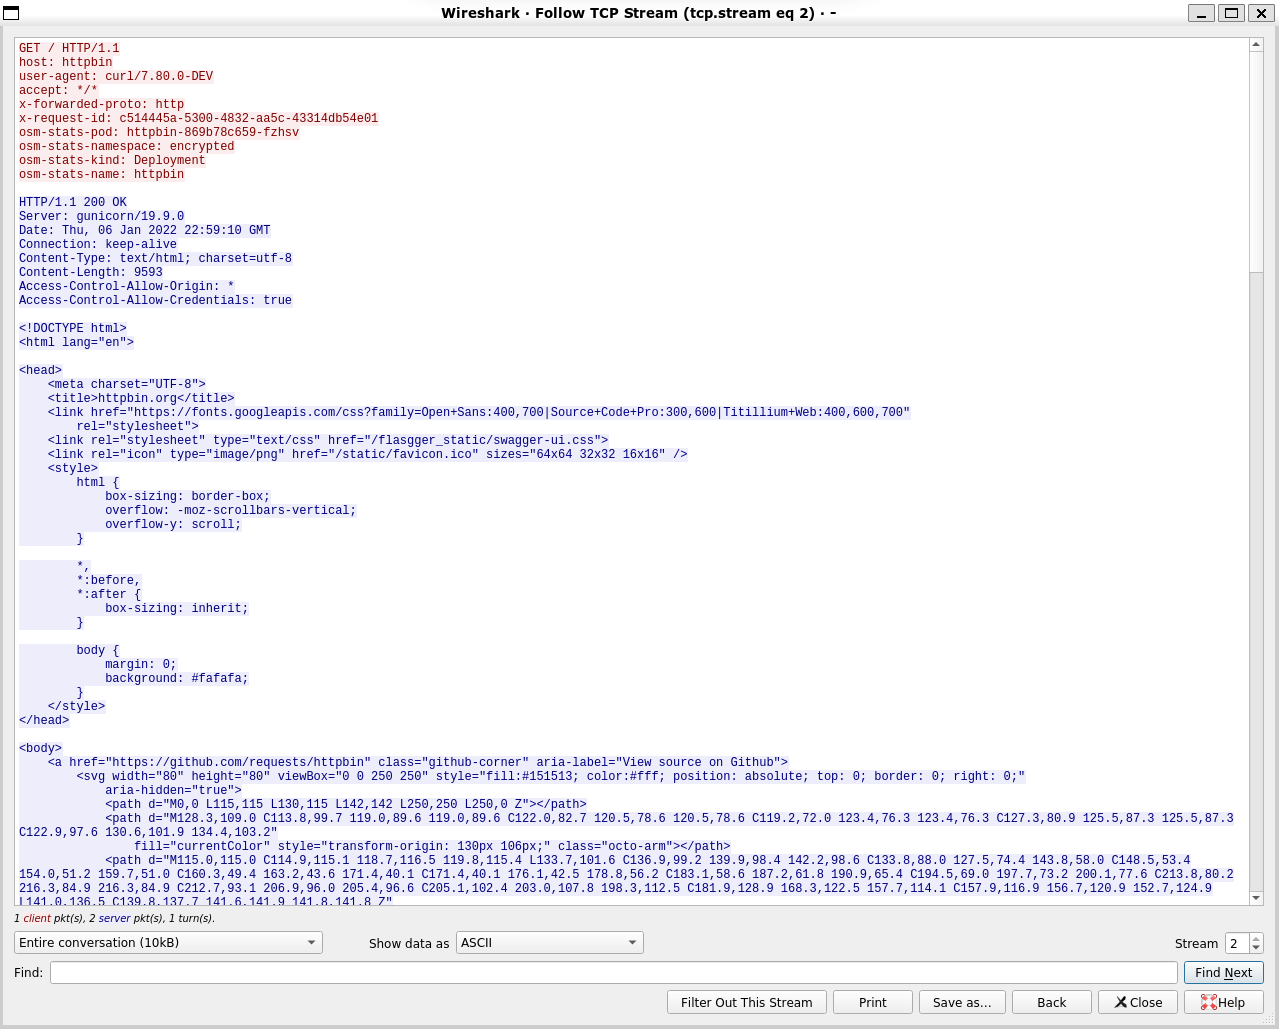 Wireshark · Follow TCP Stream (tcp.stream eq 2) · –
GET / HTTP/1.1
host: httpbin
user-agent: curl/7.80.0-DEV
accept: */*
x-forwarded-proto: http
x-request-id: c514445a-5300-4832-aa5c-43314db54e01
osm-stats-pod: httpbin-869b78c659-fzhsv
osm-stats-namespace: encrypted
osm-stats-kind: Deployment
osm-stats-name: httpbin
HTTP/1.1 200 OK
Server: gunicorn/19.9.0
Date: Thu, 06 Jan 2022 22:59:10 GMT
Connection: keep-alive
Content-Type: text/html; charset=utf-8
Content-Length: 9593
Access-Control-Allow-Origin: *
Access-Control-Allow-Credentials: true
<!DOCTYPE html>
<html lang="en">
<head>
    <meta charset="UTF-8">
    <title>httpbin.org</title>
    <link href="https://fonts.googleapis.com/css?family=Open+Sans:400,700|Source+Code+Pro:300,600|Titillium+Web:400,600,700"
        rel="stylesheet">
    <link rel="stylesheet" type="text/css" href="/flasgger_static/swagger-ui.css">
    <link rel="icon" type="image/png" href="/static/favicon.ico" sizes="64x64 32x32 16x16" />
    <style>
        html {
            box-sizing: border-box;
            overflow: -moz-scrollbars-vertical;
            overflow-y: scroll;
        }
        *,
        *:before,
        *:after {
            box-sizing: inherit;
        }
        body {
            margin: 0;
            background: #fafafa;
        }
    </style>
</head>
<body>
    <a href="https://github.com/requests/httpbin" class="github-corner" aria-label="View source on Github">
        <svg width="80" height="80" viewBox="0 0 250 250" style="fill:#151513; color:#fff; position: absolute; top: 0; border: 0; right: 0;"
            aria-hidden="true">
            <path d="M0,0 L115,115 L130,115 L142,142 L250,250 L250,0 Z"></path>
            <path d="M128.3,109.0 C113.8,99.7 119.0,89.6 119.0,89.6 C122.0,82.7 120.5,78.6 120.5,78.6 C119.2,72.0 123.4,76.3 123.4,76.3 C127.3,80.9 125.5,87.3 125.5,87.3
C122.9,97.6 130.6,101.9 134.4,103.2"
                fill="currentColor" style="transform-origin: 130px 106px;" class="octo-arm"></path>
            <path d="M115.0,115.0 C114.9,115.1 118.7,116.5 119.8,115.4 L133.7,101.6 C136.9,99.2 139.9,98.4 142.2,98.6 C133.8,88.0 127.5,74.4 143.8,58.0 C148.5,53.4
154.0,51.2 159.7,51.0 C160.3,49.4 163.2,43.6 171.4,40.1 C171.4,40.1 176.1,42.5 178.8,56.2 C183.1,58.6 187.2,61.8 190.9,65.4 C194.5,69.0 197.7,73.2 200.1,77.6 C213.8,80.2
216.3,84.9 216.3,84.9 C212.7,93.1 206.9,96.0 205.4,96.6 C205.1,102.4 203.0,107.8 198.3,112.5 C181.9,128.9 168.3,122.5 157.7,114.1 C157.9,116.9 156.7,120.9 152.7,124.9
L141.0,136.5 C139.8,137.7 141.6,141.9 141.8,141.8 Z"
1 client pkt(s), 2 server pkt(s), 1 turn(s).
Entire conversation (10kB) Show data as ASCII Stream 2
Find: Find Next
Filter Out This Stream Print Save as… Back Close Help